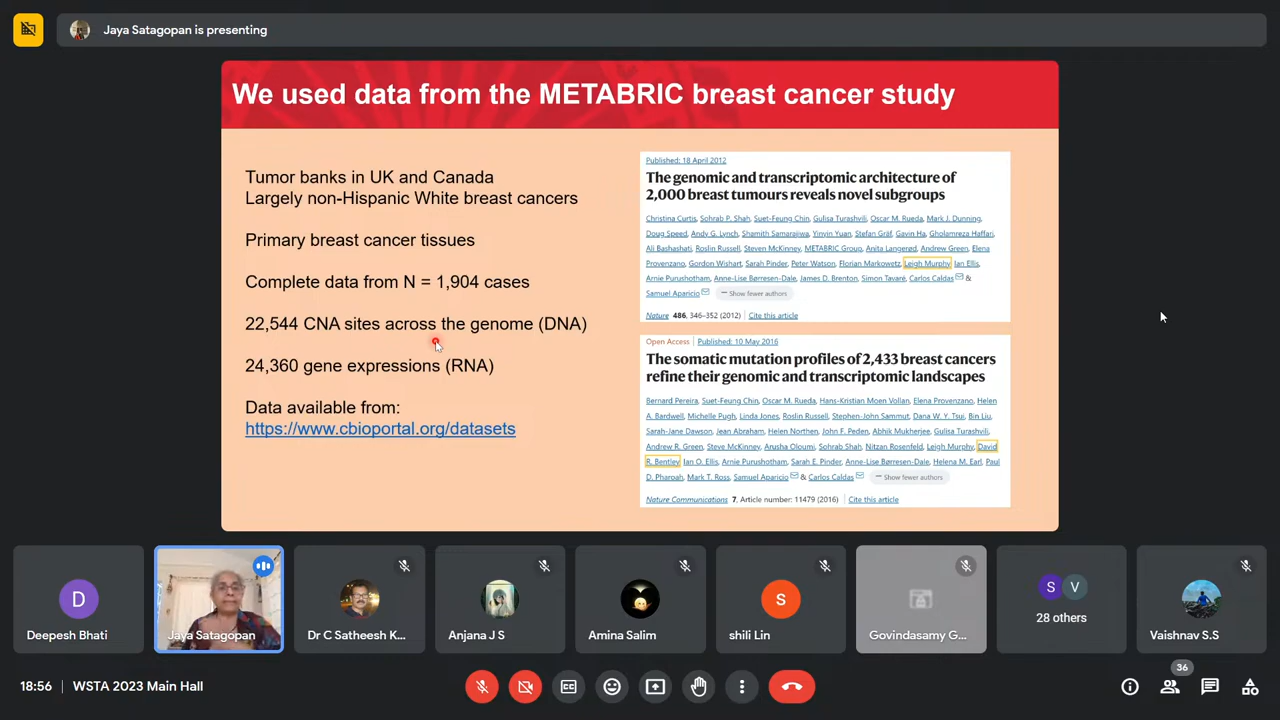 Jaya Satagopan is presenting
We used data from the METABRIC breast cancer study
Tumor banks in UK and Canada
Largely non-Hispanic White breast cancers
Primary breast cancer tissues
Complete data from N = 1,904 cases
22,544 CNA sites across the genome (DNA)
24,360 gene expressions (RNA)
Data available from:
https://www.cbioportal.org/datasets
Published: 18 April 2012
The genomic and transcriptomic architecture of
2,000 breast tumours reveals novel subgroups
Christina Curtis, Sohrab P. Shah, Suet-Feung Chin, Gulisa Turashvili, Oscar M. Rueda, Mark J. Dunning,
Doug Speed, Andy G. Lynch, Shamith Samarajiwa, Yinyin Yuan, Stefan Gräf, Gavin Ha, Gholamreza Haffari,
Ali Bashashati, Roslin Russell, Steven McKinney, METABRIC Group, Anita Langerød, Andrew Green, Elena
Provenzano, Gordon Wishart, Sarah Pinder, Peter Watson, Florian Markowetz, Leigh Murphy, Ian Ellis,
Arnie Purushotham, Anne-Lise Børresen-Dale, James D. Brenton, Simon Tavaré, Carlos Caldas &
Samuel Aparicio — Show fewer authors
Nature 486, 346–352 (2012) | Cite this article
Open Access | Published: 10 May 2016
The somatic mutation profiles of 2,433 breast cancers
refine their genomic and transcriptomic landscapes
Bernard Pereira, Suet-Feung Chin, Oscar M. Rueda, Hans-Kristian Moen Vollan, Elena Provenzano, Helen
A. Bardwell, Michelle Pugh, Linda Jones, Roslin Russell, Stephen-John Sammut, Dana W. Y. Tsui, Bin Liu,
Sarah-Jane Dawson, Jean Abraham, Helen Northen, John F. Peden, Abhik Mukherjee, Gulisa Turashvili,
Andrew R. Green, Steve McKinney, Arusha Oloumi, Sohrab Shah, Nitzan Rosenfeld, Leigh Murphy, David
R. Bentley, Ian O. Ellis, Arnie Purushotham, Sarah E. Pinder, Anne-Lise Børresen-Dale, Helena M. Earl, Paul
D. Pharoah, Mark T. Ross, Samuel Aparicio & Carlos Caldas — Show fewer authors
Nature Communications 7, Article number: 11479 (2016) | Cite this article
D
S
S
V
28 others
Deepesh Bhati
Jaya Satagopan
Dr C Satheesh K...
Anjana J S
Amina Salim
shili Lin
Govindasamy G...
Vaishnav S.S
18:56 | WSTA 2023 Main Hall
36